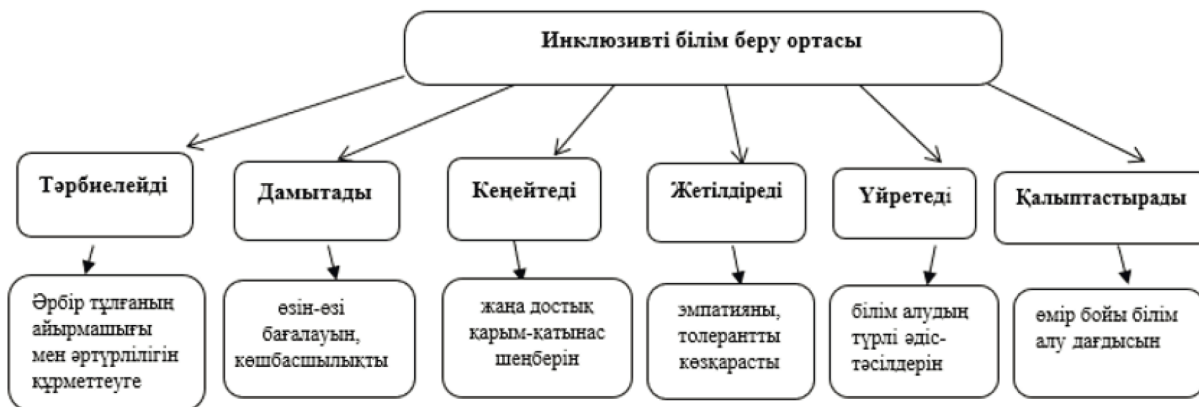 Инклюзивті білім беру ортасы
Тәрбиелейді
Дамытады
Кеңейтеді
Жетілдіреді
Үйретеді
Қалыптастырады
Әрбір тұлғаның
айырмашығы
мен әртүрлілігін
құрметтеуге
өзін-өзі
бағалауын,
көшбасшылықты
жаңа достық
қарым-қатынас
шеңберін
эмпатияны,
толерантты
көзқарасты
білім алудың
түрлі әдіс-
тәсілдерін
өмір бойы білім
алу дағдысын